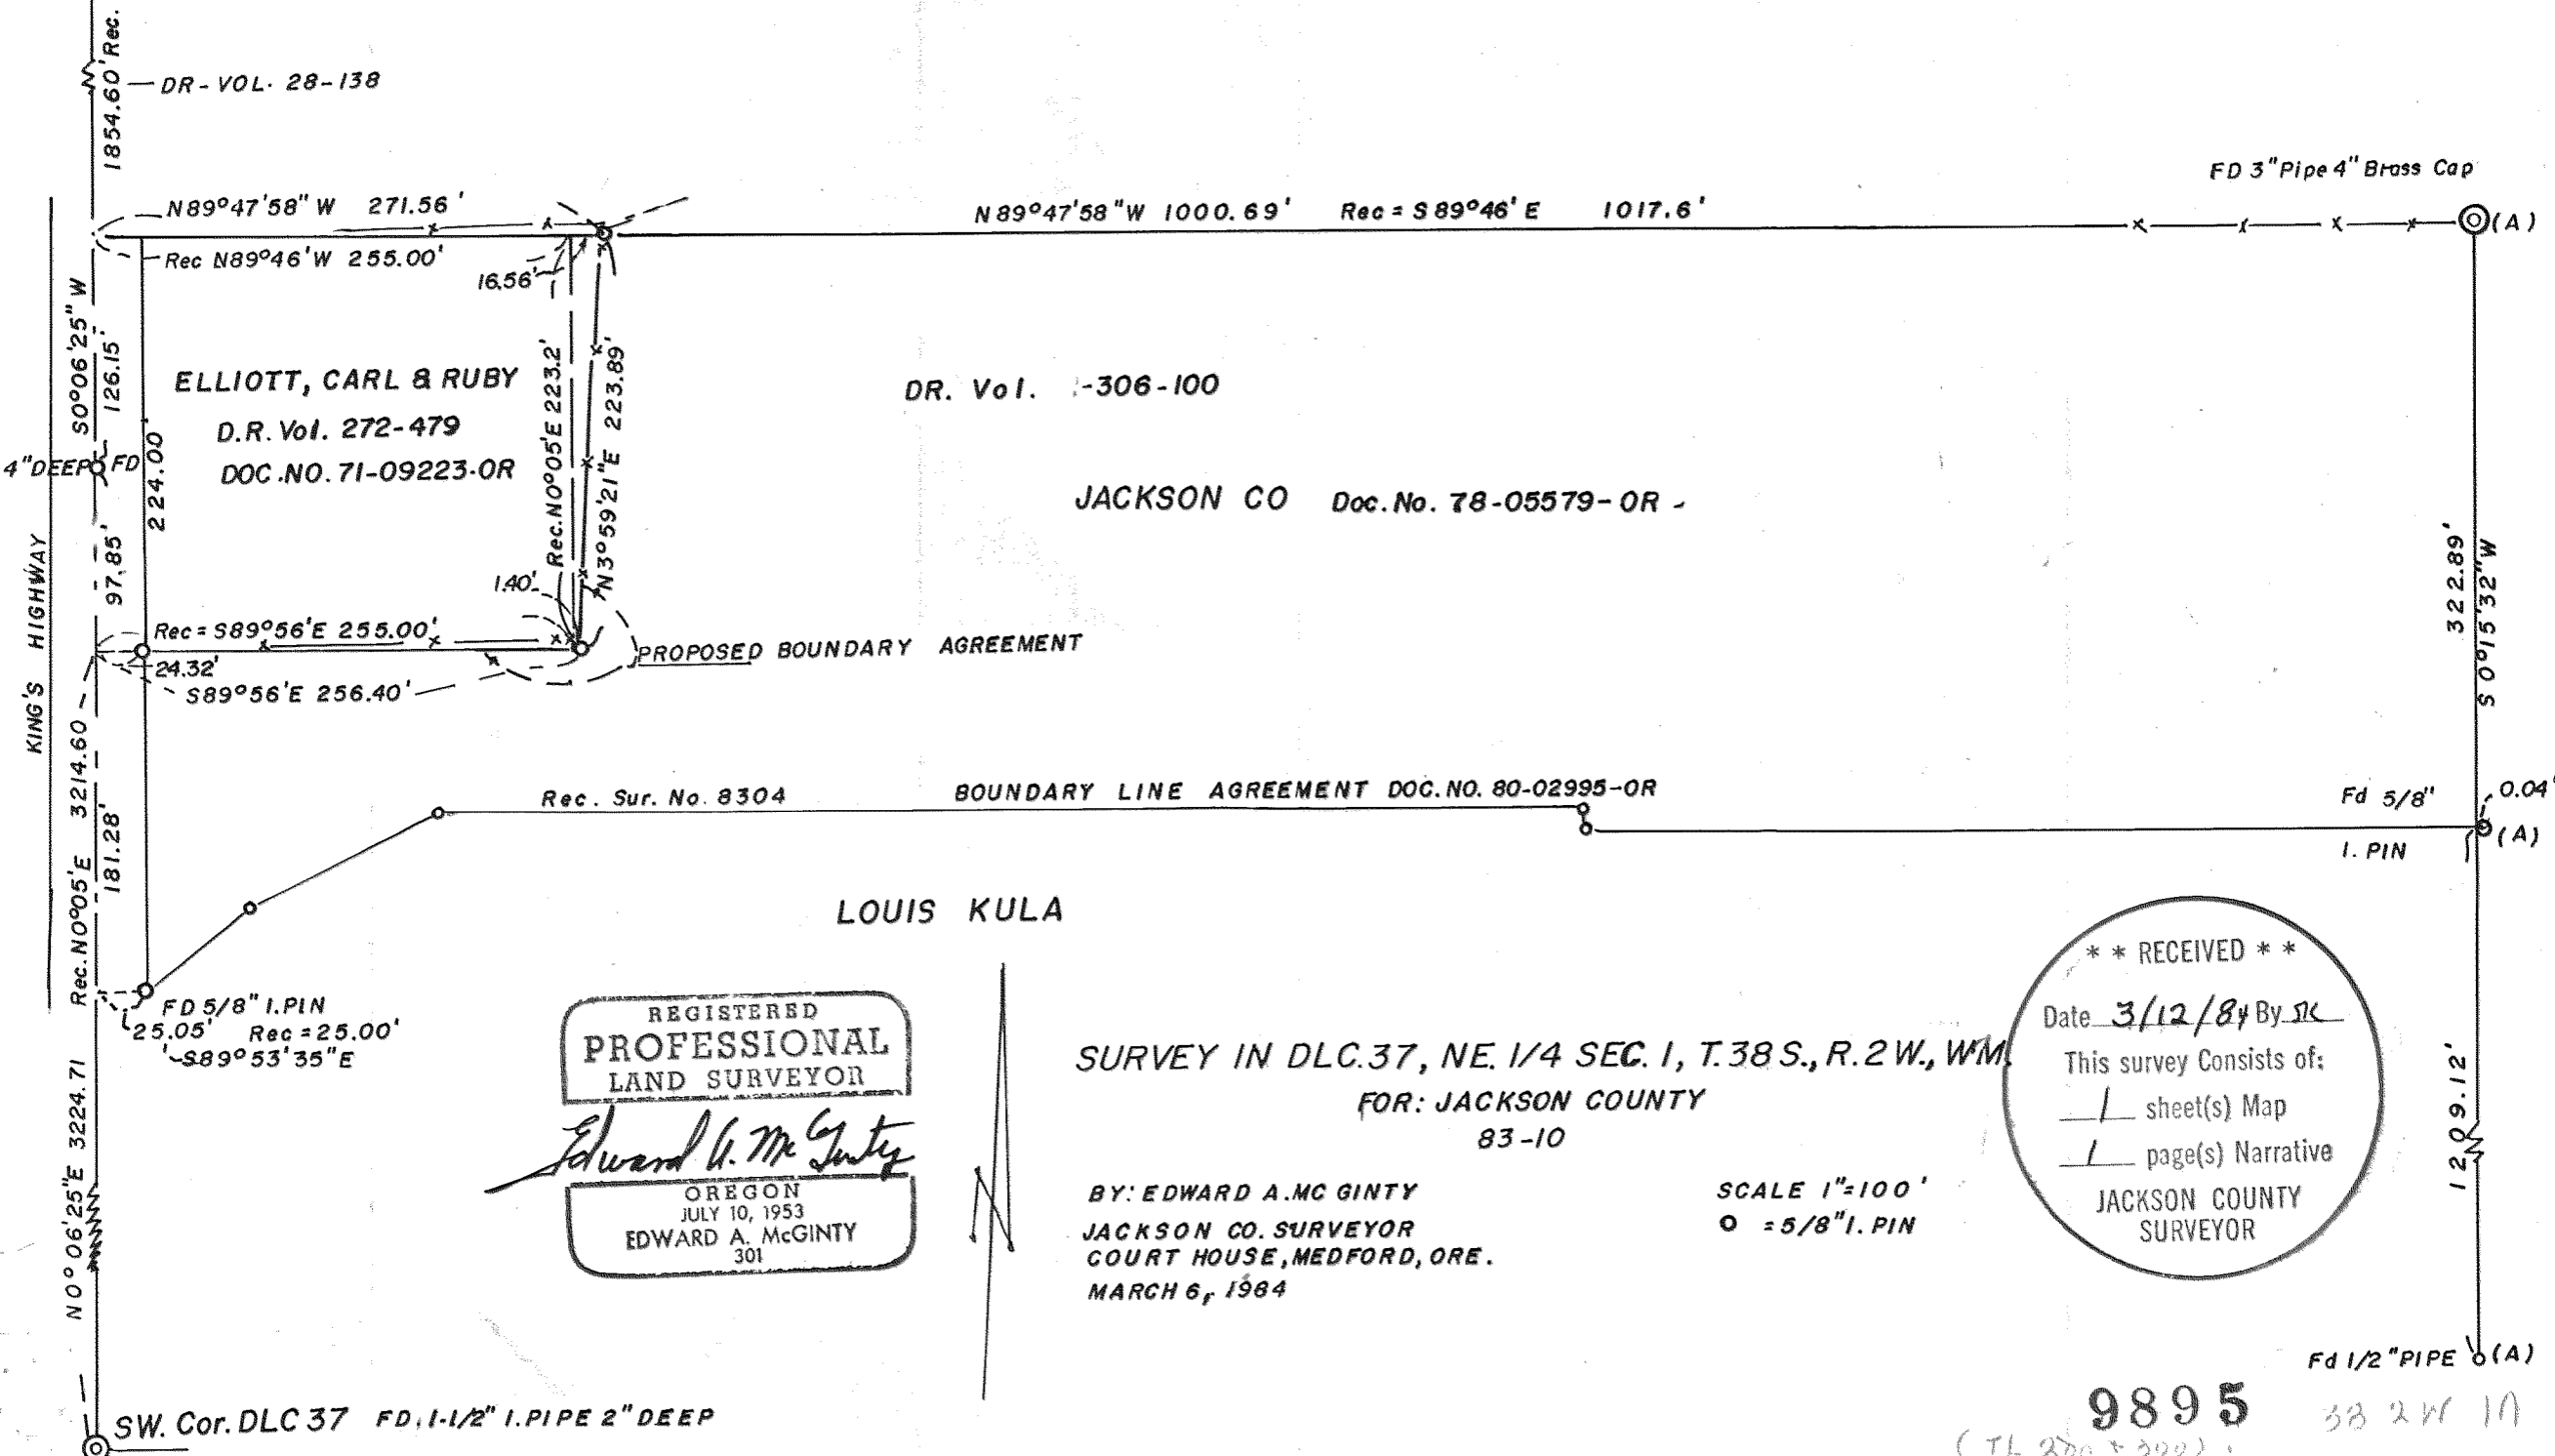 1854.60' Rec.
DR-VOL. 28-138
FD 3" Pipe 4" Brass Cap
N89°47'58" W 271.56'
N89°47'58"W 1000.69' Rec = S89°46'E 1017.6'
(A)
Rec N89°46'W 255.00'
16.56'
S0°06'25" W
126.15'
ELLIOTT, CARL & RUBY
D.R. Vol. 272-479
DOC.NO. 71-09223-OR
Rec. N0°05'E 223.2'
N3°59'21"E 223.89'
DR. Vol. -306-100
JACKSON CO Doc. No. 78-05579-OR -
4" DEEP FD
224.00'
97.85'
KING'S HIGHWAY
1.40'
Rec = S89°56'E 255.00'
24.32'
S89°56'E 256.40'
PROPOSED BOUNDARY AGREEMENT
322.89'
S 0°15'32" W
Rec. N0°05'E 3214.60
181.28'
Rec. Sur. No. 8304 BOUNDARY LINE AGREEMENT DOC. NO. 80-02995-OR
Fd 5/8"
I. PIN
0.04'
(A)
LOUIS KULA
FD 5/8" I.PIN
25.05' Rec = 25.00'
S89°53'35"E
N0°06'25"E 3224.71
REGISTERED
PROFESSIONAL
LAND SURVEYOR
Edward A. McGinty
OREGON
JULY 10, 1953
EDWARD A. McGINTY
301
N
SURVEY IN DLC.37, NE. 1/4 SEC. 1, T.38 S., R.2 W., WM.
FOR: JACKSON COUNTY
83-10
BY: EDWARD A. MC GINTY
JACKSON CO. SURVEYOR
COURT HOUSE, MEDFORD, ORE.
MARCH 6, 1984
SCALE 1"=100'
= 5/8" I. PIN
* * RECEIVED * *
Date 3/12/84 By
This survey Consists of:
1 sheet(s) Map
1 page(s) Narrative
JACKSON COUNTY
SURVEYOR
1209.12'
Fd 1/2" PIPE (A)
SW. Cor. DLC 37 FD. 1-1/2" I. PIPE 2" DEEP
9895
2W